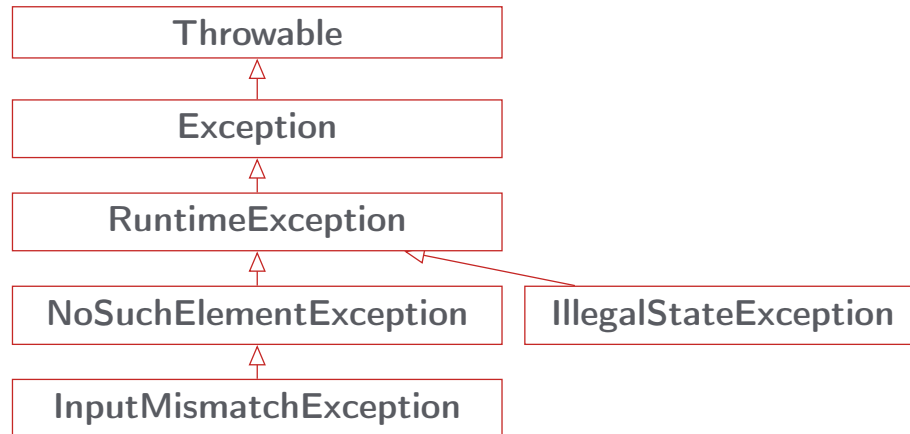 Throwable
Exception
RuntimeException
NoSuchElementException
IllegalStateException
InputMismatchException